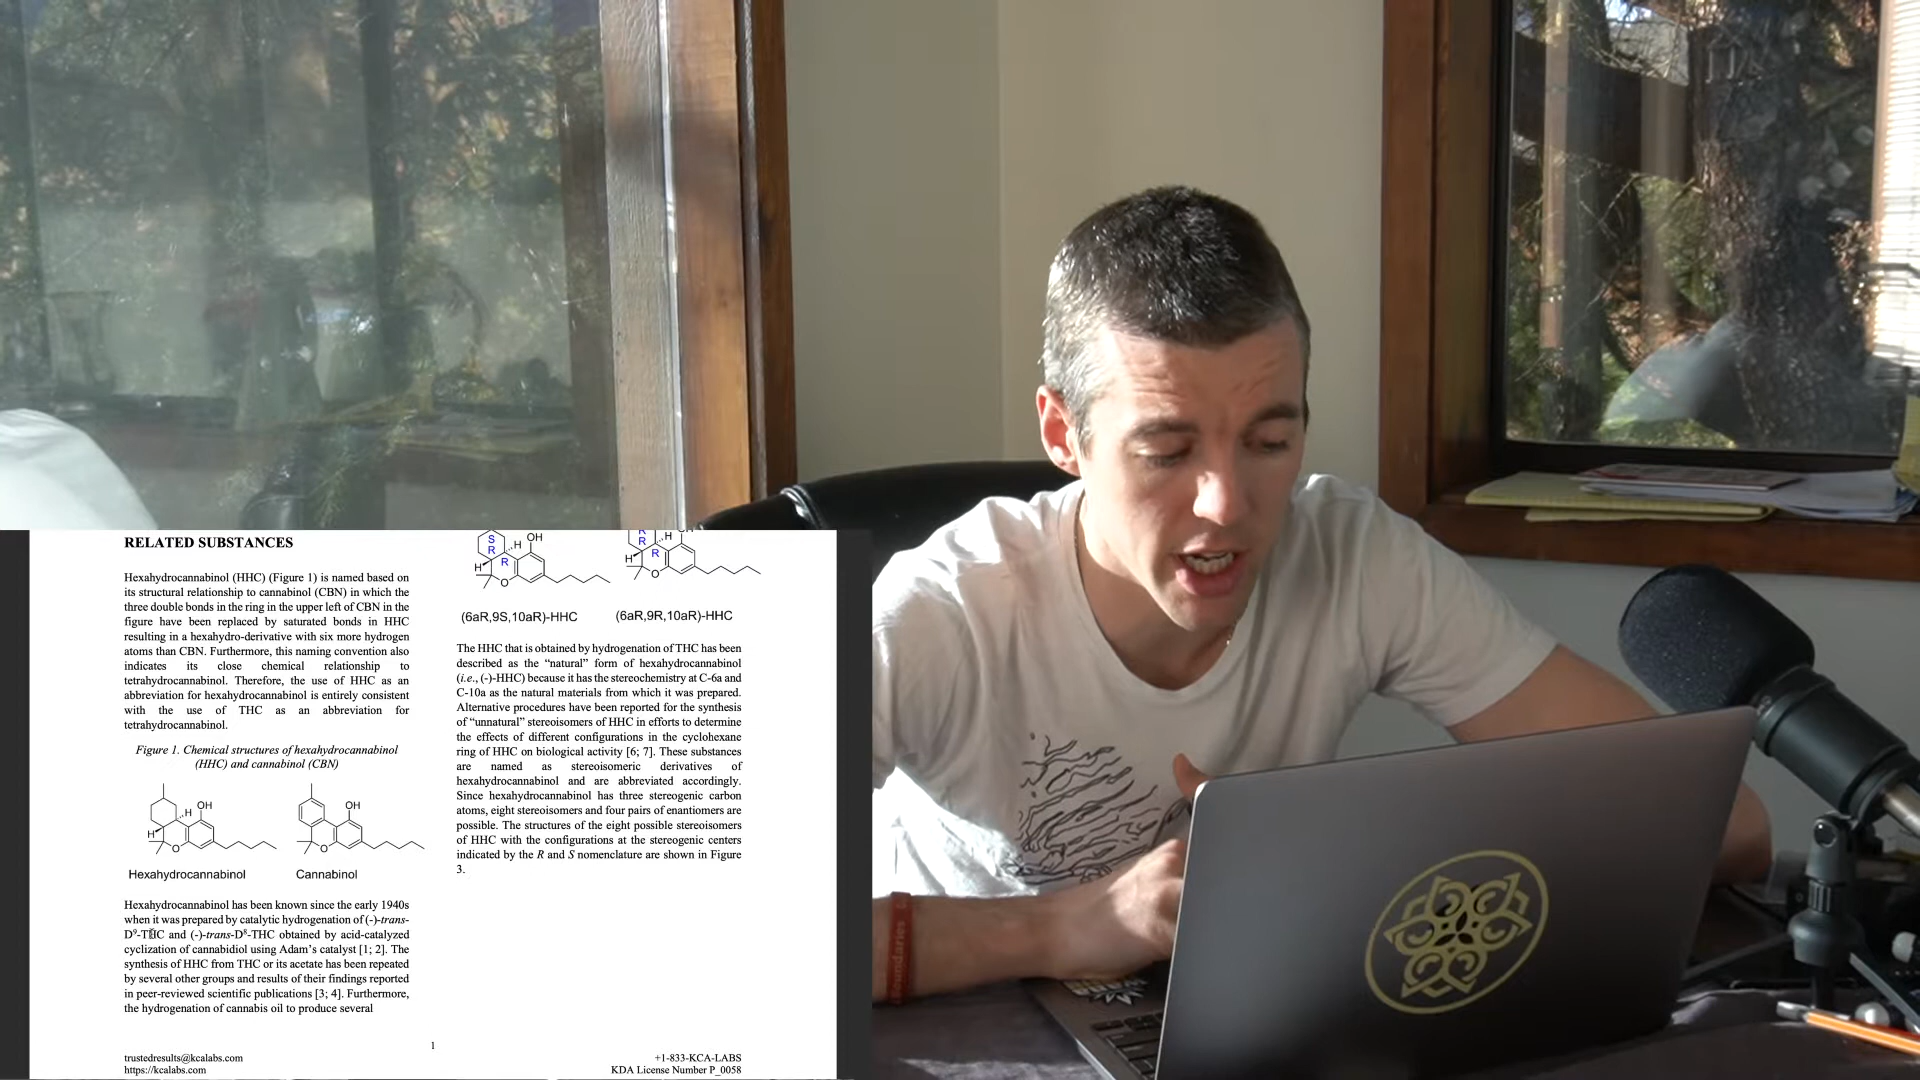 RELATED SUBSTANCES
Hexahydrocannabinol (HHC) (Figure 1) is named based on
its structural relationship to cannabinol (CBN) in which the
three double bonds in the ring in the upper left of CBN in the
figure have been replaced by saturated bonds in HHC
resulting in a hexahydro-derivative with six more hydrogen
atoms than CBN. Furthermore, this naming convention also
indicates its close chemical relationship to
tetrahydrocannabinol. Therefore, the use of HHC as an
abbreviation for hexahydrocannabinol is entirely consistent
with the use of THC as an abbreviation for
tetrahydrocannabinol.
Figure 1. Chemical structures of hexahydrocannabinol
(HHC) and cannabinol (CBN)
OH
H
H
O
OH
O
Hexahydrocannabinol
Cannabinol
Hexahydrocannabinol has been known since the early 1940s
when it was prepared by catalytic hydrogenation of (-)-trans-
D⁹-THC and (-)-trans-D⁸-THC obtained by acid-catalyzed
cyclization of cannabidiol using Adam's catalyst [1; 2]. The
synthesis of HHC from THC or its acetate has been repeated
by several other groups and results of their findings reported
in peer-reviewed scientific publications [3; 4]. Furthermore,
the hydrogenation of cannabis oil to produce several
S
R
R
H
H
OH
O
R
R
R
H
H
OH
O
(6aR,9S,10aR)-HHC
(6aR,9R,10aR)-HHC
The HHC that is obtained by hydrogenation of THC has been
described as the “natural” form of hexahydrocannabinol
(i.e., (-)-HHC) because it has the stereochemistry at C-6a and
C-10a as the natural materials from which it was prepared.
Alternative procedures have been reported for the synthesis
of “unnatural” stereoisomers of HHC in efforts to determine
the effects of different configurations in the cyclohexane
ring of HHC on biological activity [6; 7]. These substances
are named as stereoisomeric derivatives of
hexahydrocannabinol and are abbreviated accordingly.
Since hexahydrocannabinol has three stereogenic carbon
atoms, eight stereoisomers and four pairs of enantiomers are
possible. The structures of the eight possible stereoisomers
of HHC with the configurations at the stereogenic centers
indicated by the R and S nomenclature are shown in Figure
3.
1
trustedresults@kcalabs.com
https://kcalabs.com
+1-833-KCA-LABS
KDA License Number P_0058